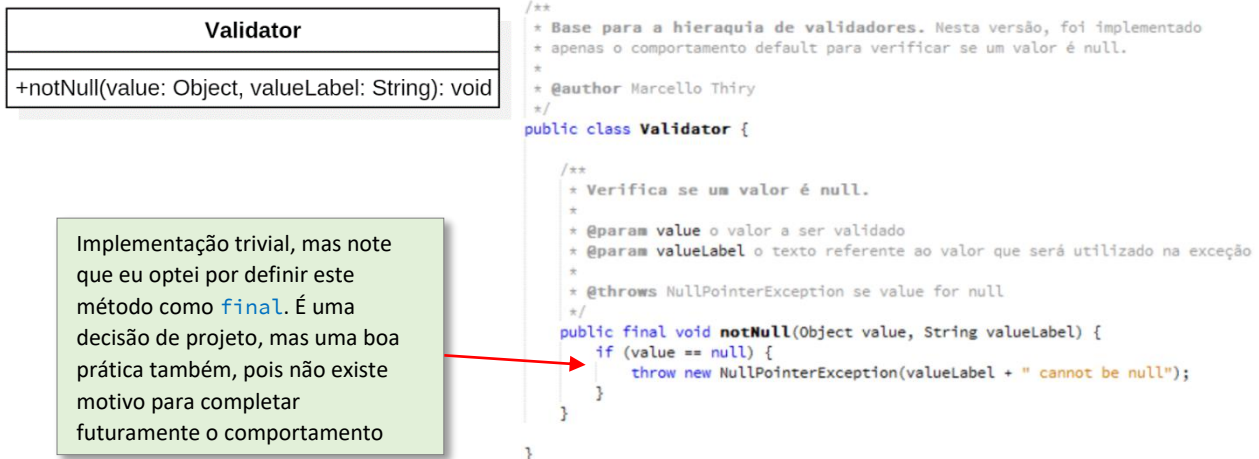 Validator
+notNull(value: Object, valueLabel: String): void
Implementação trivial, mas note
que eu optei por definir este
método como final. É uma
decisão de projeto, mas uma boa
prática também, pois não existe
motivo para completar
futuramente o comportamento
/**
* Base para a hieraquia de validadores. Nesta versão, foi implementado
* apenas o comportamento default para verificar se um valor é null.
*
* @author Marcello Thiry
*/
public class Validator {
/**
* Verifica se um valor é null.
*
* @param value o valor a ser validado
* @param valueLabel o texto referente ao valor que será utilizado na exceção
*
* @throws NullPointerException se value for null
*/
public final void notNull(Object value, String valueLabel) {
if (value == null) {
throw new NullPointerException(valueLabel + " cannot be null");
}
}
}